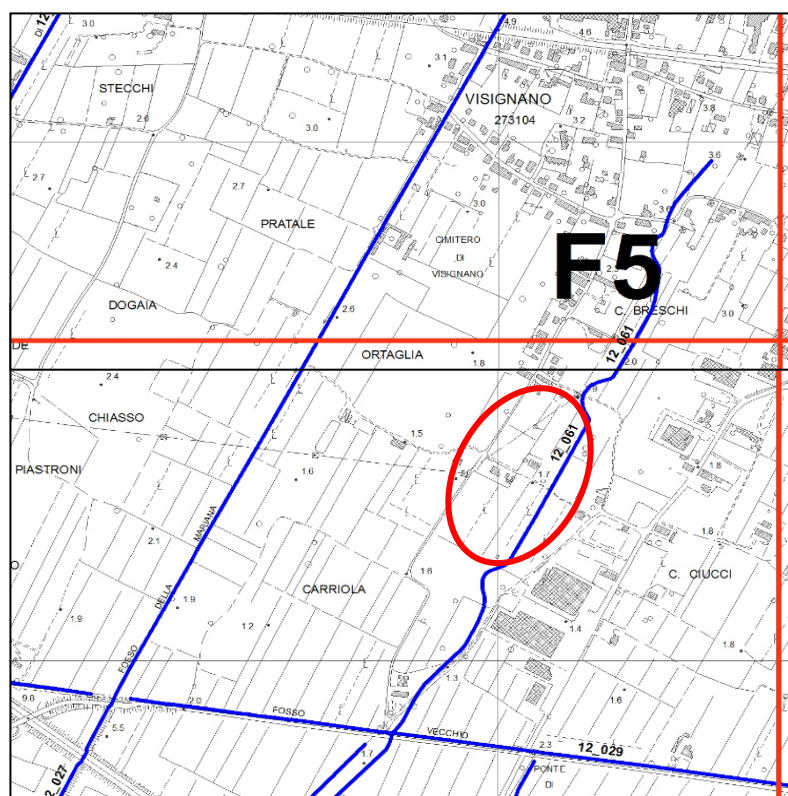 DI
12_
3.0
4.9
4.6
3.1
STECCHI
VISIGNANO
273104
3.2
3.8
2.6
3.0
3.6
2.7
2.7
3.0
3.0
PRATALE
CIMITERO
DI
VISIGNANO
F5
2.4
DOGAIA
2.6
C. BRESCHI
3.0
DE
ORTAGLIA
1.8
12_061
2.0
2.4
CHIASSO
1.5
12_061
PIASTRONI
1.6
1.7
1.8
2.1
MARIANA
1.8
O
DELLA
CARRIOLA
1.6
C. CIUCCI
1.9
1.9
1.2
1.4
1.8
FOSSO
1.3
1.6
9.8
2.0
FOSSO
VECCHIO
5.5
1.7
2.3
12_029
2_027
PONTE
DI